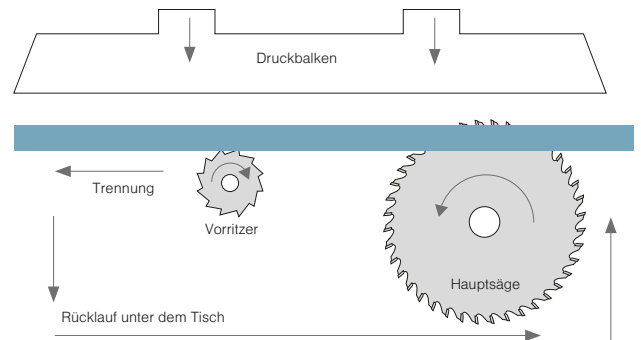 Druckbalken
Trennung
Vorritzer
Hauptsäge
Rücklauf unter dem Tisch